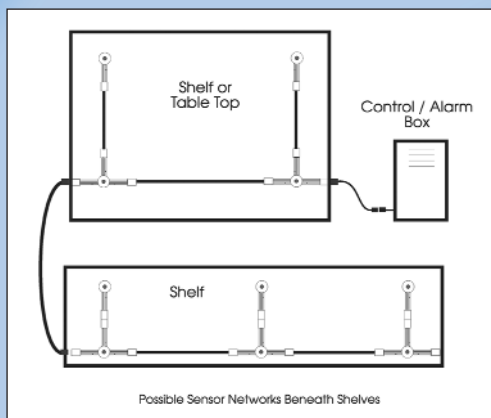 Shelf or
Table Top
Control / Alarm
Box
Shelf
Possible Sensor Networks Beneath Shelves